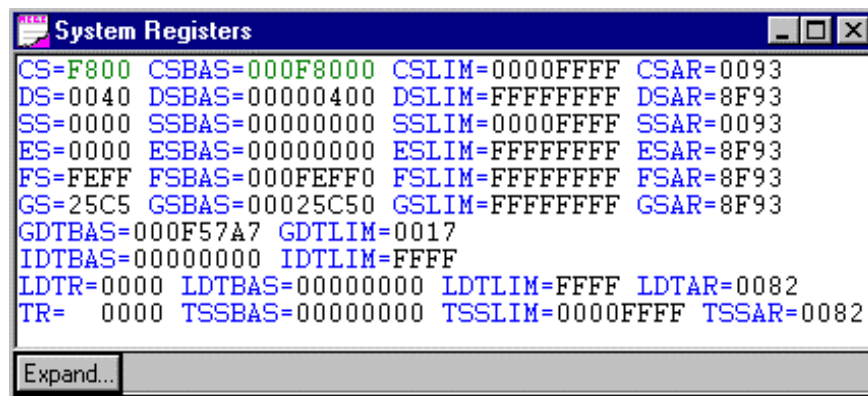 System Registers
CS=F800 CSBAS=000F8000 CSLIM=0000FFFF CSAR=0093
DS=0040 DSBAS=00000400 DSLIM=FFFFFFFF DSAR=8F93
SS=0000 SSBAS=00000000 SSLIM=0000FFFF SSAR=0093
ES=0000 ESBAS=00000000 ESLIM=FFFFFFFF ESAR=8F93
FS=FEFF FSBAS=000FEFF0 FSLIM=FFFFFFFF FSAR=8F93
GS=25C5 GSBAS=00025C50 GSLIM=FFFFFFFF GSAR=8F93
GDTBAS=000F57A7 GDTLIM=0017
IDTBAS=00000000 IDTLIM=FFFF
LDTR=0000 LDTBAS=00000000 LDTLIM=FFFF LDTAR=0082
TR=  0000 TSSBAS=00000000 TSSLIM=0000FFFF TSSAR=0082
Expand...